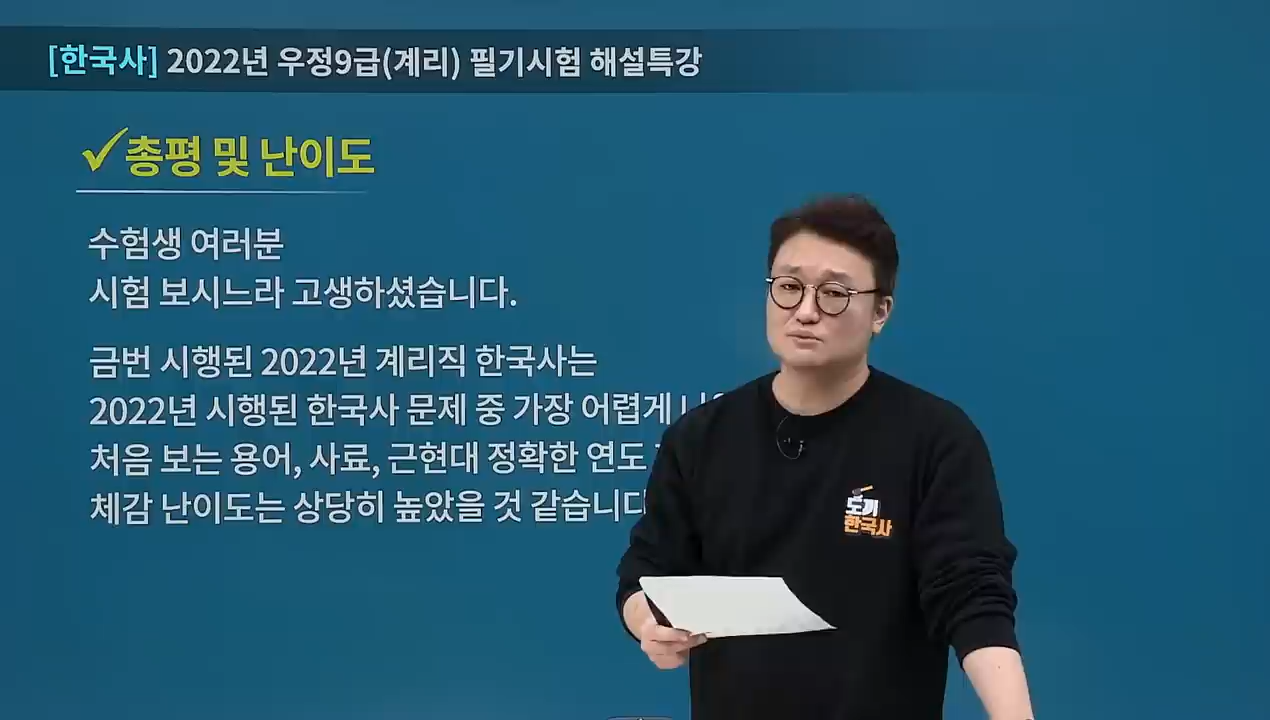 [한국사] 2022년 우정9급(계리) 필기시험 해설특강
✓총평 및 난이도
수험생 여러분
시험 보시느라 고생하셨습니다.
금번 시행된 2022년 계리직 한국사는
2022년 시행된 한국사 문제 중 가장 어렵게
처음 보는 용어, 사료, 근현대 정확한 연도
체감 난이도는 상당히 높았을 것 같습니다
도끼
한국사